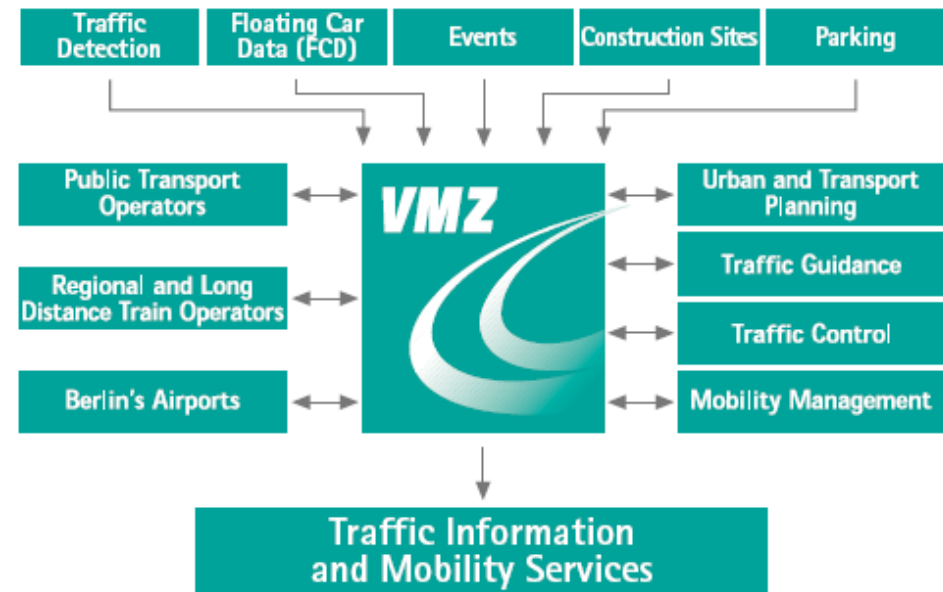 Traffic
Detection
Floating Car
Data (FCD)
Events
Construction Sites
Parking
Public Transport
Operators
Regional and Long
Distance Train Operators
Berlin's Airports
VMZ
Urban and Transport
Planning
Traffic Guidance
Traffic Control
Mobility Management
Traffic Information
and Mobility Services